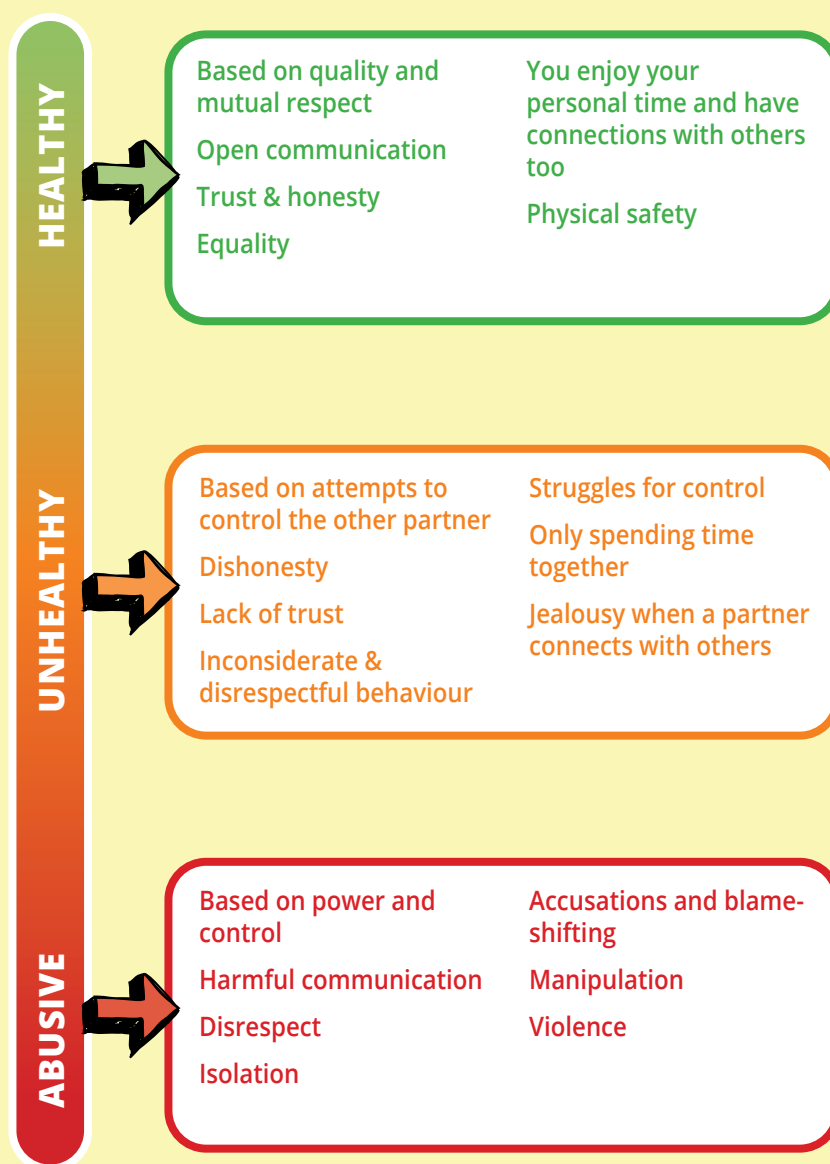 HEALTHY
Based on quality and
mutual respect
Open communication
Trust & honesty
Equality
You enjoy your
personal time and have
connections with others
too
Physical safety
UNHEALTHY
Based on attempts to
control the other partner
Dishonesty
Lack of trust
Inconsiderate &
disrespectful behaviour
Struggles for control
Only spending time
together
Jealousy when a partner
connects with others
ABUSIVE
Based on power and
control
Harmful communication
Disrespect
Isolation
Accusations and blame-
shifting
Manipulation
Violence